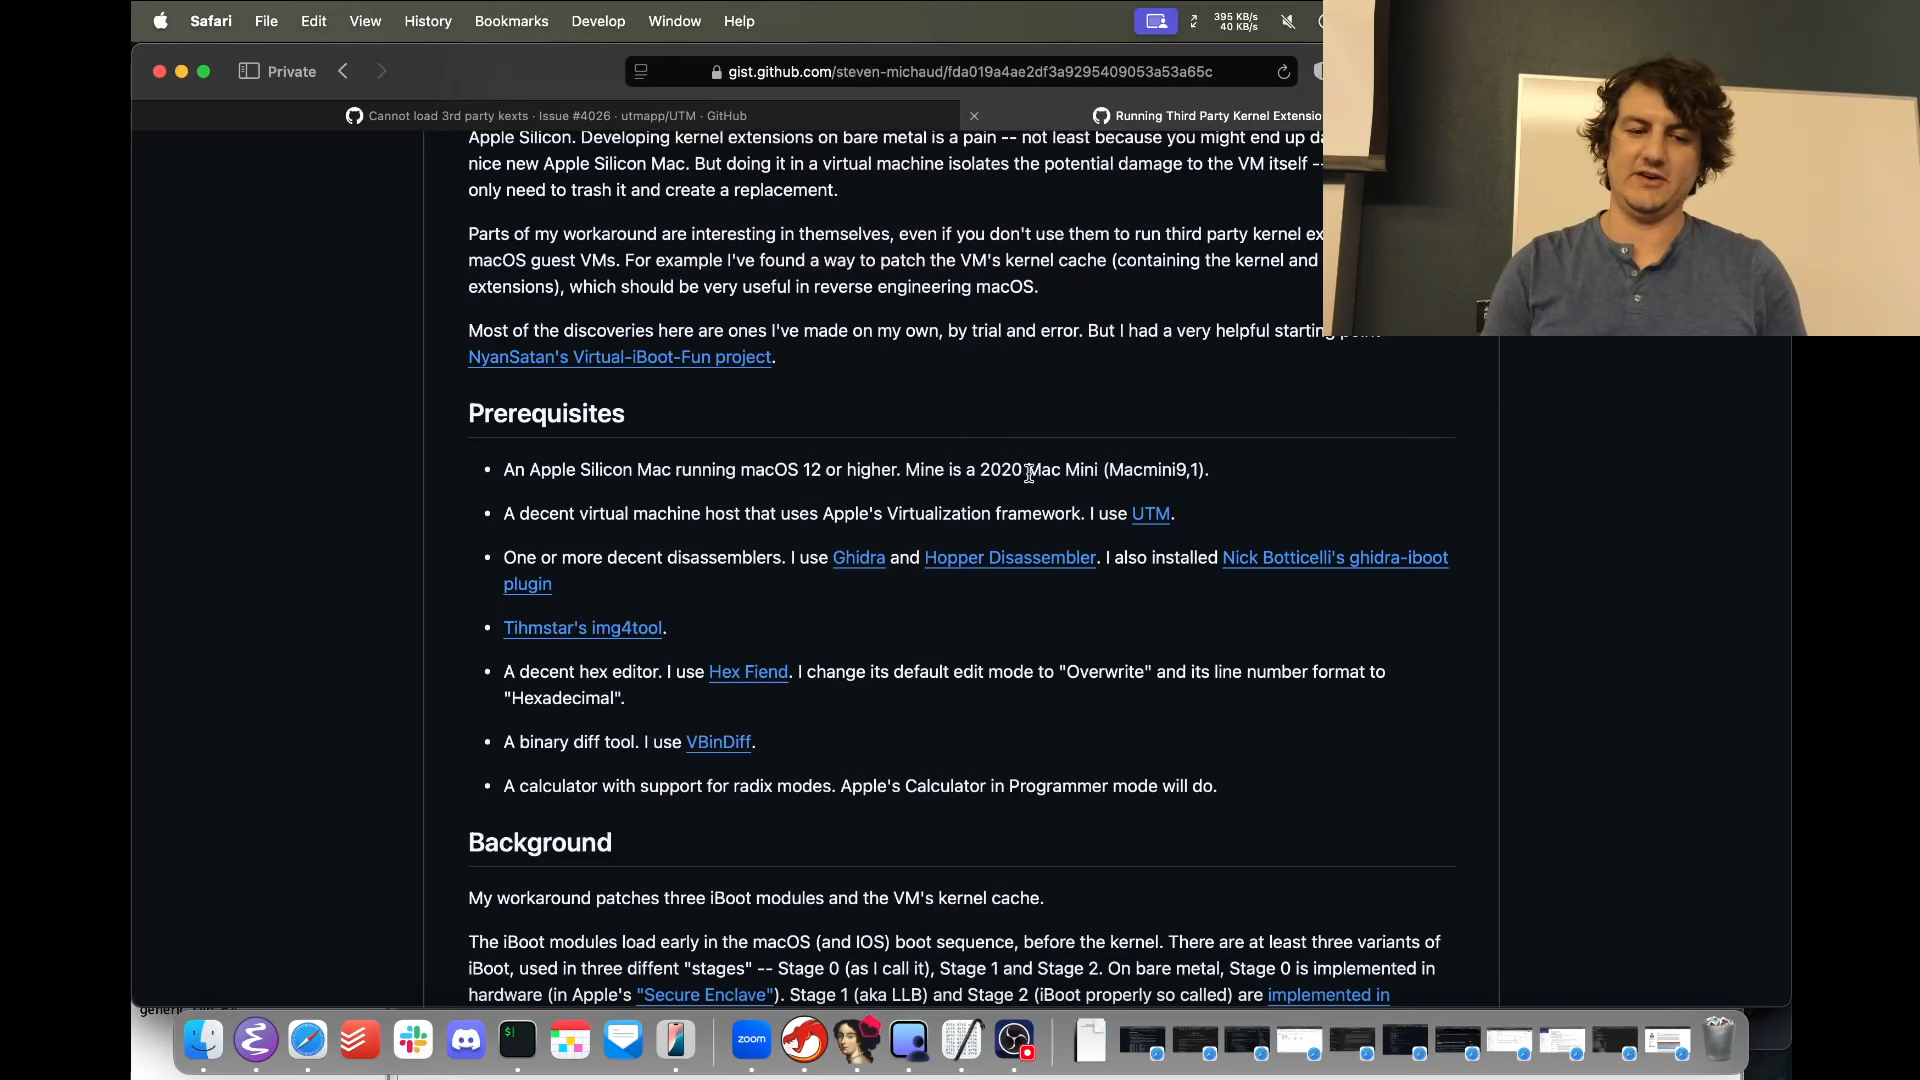 Safari File Edit View History Bookmarks Develop Window Help
395 KB/s
40 KB/s
Private
gist.github.com/steven-michaud/fda019a4ae2df3a9295409053a53a65c
Cannot load 3rd party kexts · Issue #4026 · utmapp/UTM · GitHub
Running Third Party Kernel Extensio
Apple Silicon. Developing kernel extensions on bare metal is a pain -- not least because you might end up da
nice new Apple Silicon Mac. But doing it in a virtual machine isolates the potential damage to the VM itself --
only need to trash it and create a replacement.
Parts of my workaround are interesting in themselves, even if you don't use them to run third party kernel ex
macOS guest VMs. For example I've found a way to patch the VM's kernel cache (containing the kernel and
extensions), which should be very useful in reverse engineering macOS.
Most of the discoveries here are ones I've made on my own, by trial and error. But I had a very helpful starting point
NyanSatan's Virtual-iBoot-Fun project.
Prerequisites
• An Apple Silicon Mac running macOS 12 or higher. Mine is a 2020 Mac Mini (Macmini9,1).
• A decent virtual machine host that uses Apple's Virtualization framework. I use UTM.
• One or more decent disassemblers. I use Ghidra and Hopper Disassembler. I also installed Nick Botticelli's ghidra-iboot
plugin
• Tihmstar's img4tool.
• A decent hex editor. I use Hex Fiend. I change its default edit mode to "Overwrite" and its line number format to
"Hexadecimal".
• A binary diff tool. I use VBinDiff.
• A calculator with support for radix modes. Apple's Calculator in Programmer mode will do.
Background
My workaround patches three iBoot modules and the VM's kernel cache.
The iBoot modules load early in the macOS (and IOS) boot sequence, before the kernel. There are at least three variants of
iBoot, used in three diffent "stages" -- Stage 0 (as I call it), Stage 1 and Stage 2. On bare metal, Stage 0 is implemented in
hardware (in Apple's "Secure Enclave"). Stage 1 (aka LLB) and Stage 2 (iBoot properly so called) are implemented in
zoom